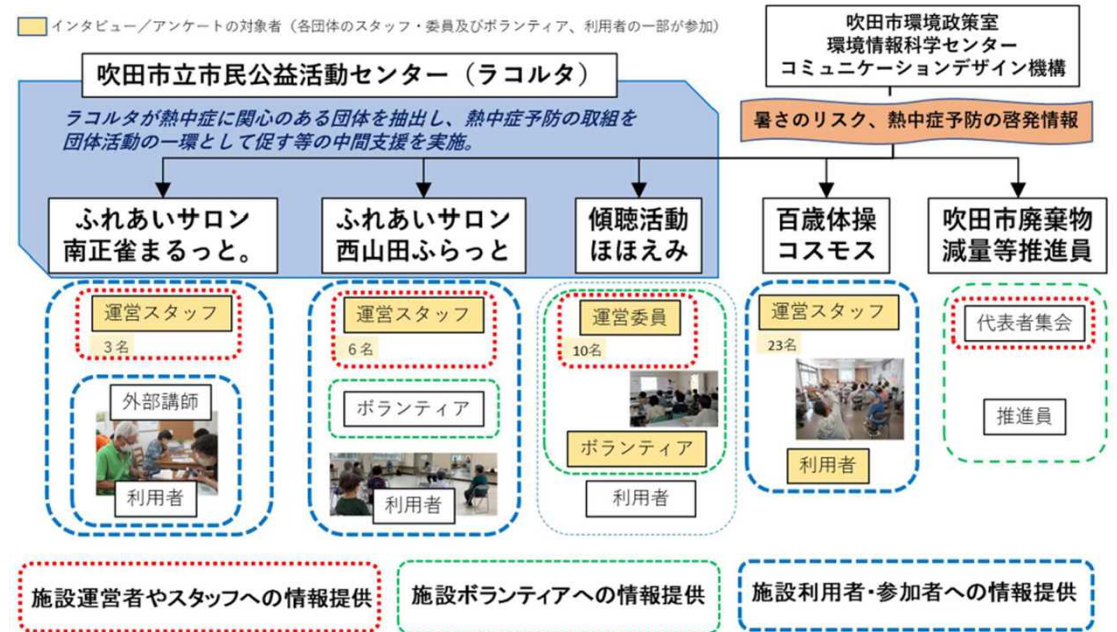 インタビュー／アンケートの対象者（各団体のスタッフ・委員及びボランティア、利用者の一部が参加）
吹田市環境政策室
環境情報科学センター
コミュニケーションデザイン機構
吹田市立市民公益活動センター（ラコルタ）
ラコルタが熱中症に関心のある団体を抽出し、熱中症予防の取組を
団体活動の一環として促す等の中間支援を実施。
暑さのリスク、熱中症予防の啓発情報
ふれあいサロン
南正雀まるっと。
ふれあいサロン
西山田ふらっと
傾聴活動
ほほえみ
百歳体操
コスモス
吹田市廃棄物
減量等推進員
運営スタッフ
3名
外部講師
利用者
運営スタッフ
6名
ボランティア
利用者
運営委員
10名
ボランティア
利用者
運営スタッフ
23名
利用者
代表者集会
推進員
施設運営者やスタッフへの情報提供
施設ボランティアへの情報提供
施設利用者・参加者への情報提供